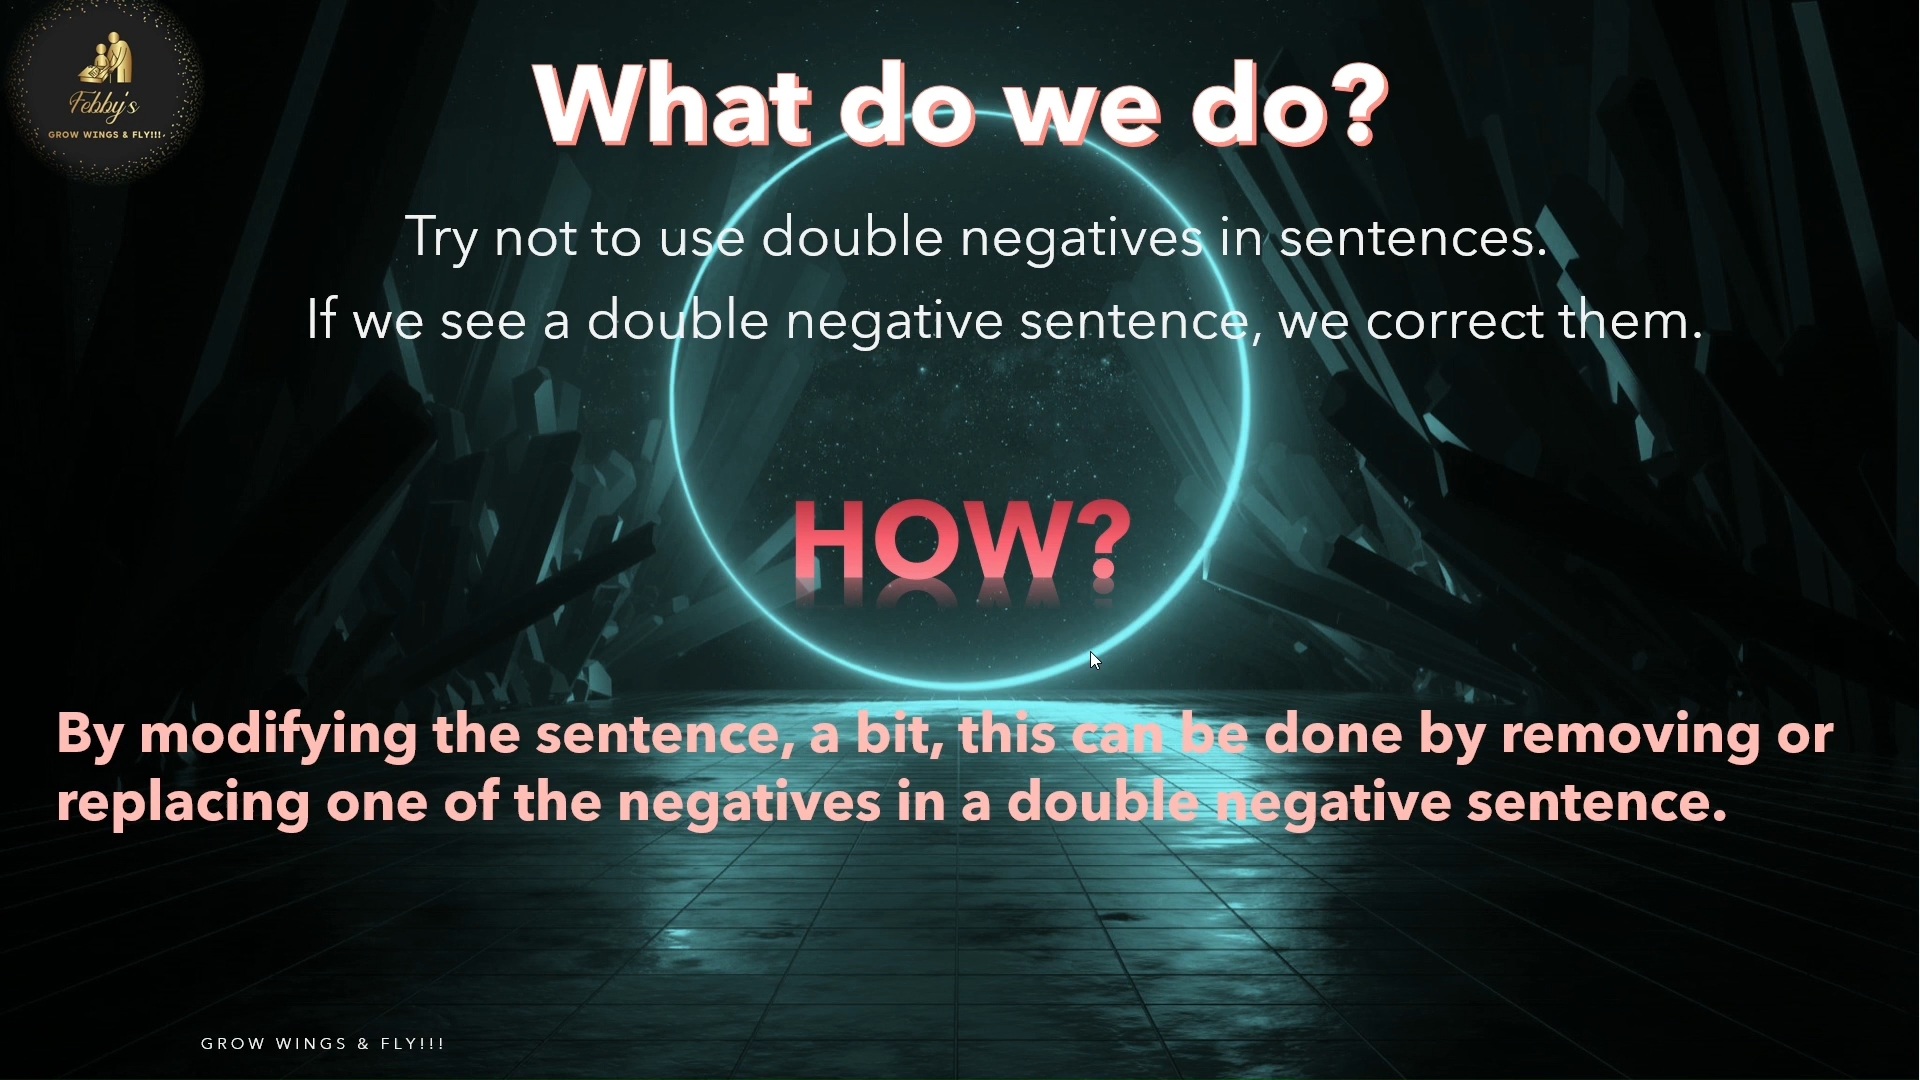 Febby's
GROW WINGS & FLY!!!
What do we do?
Try not to use double negatives in sentences.
If we see a double negative sentence, we correct them.
HOW?
By modifying the sentence, a bit, this can be done by removing or
replacing one of the negatives in a double negative sentence.
GROW WINGS & FLY!!!